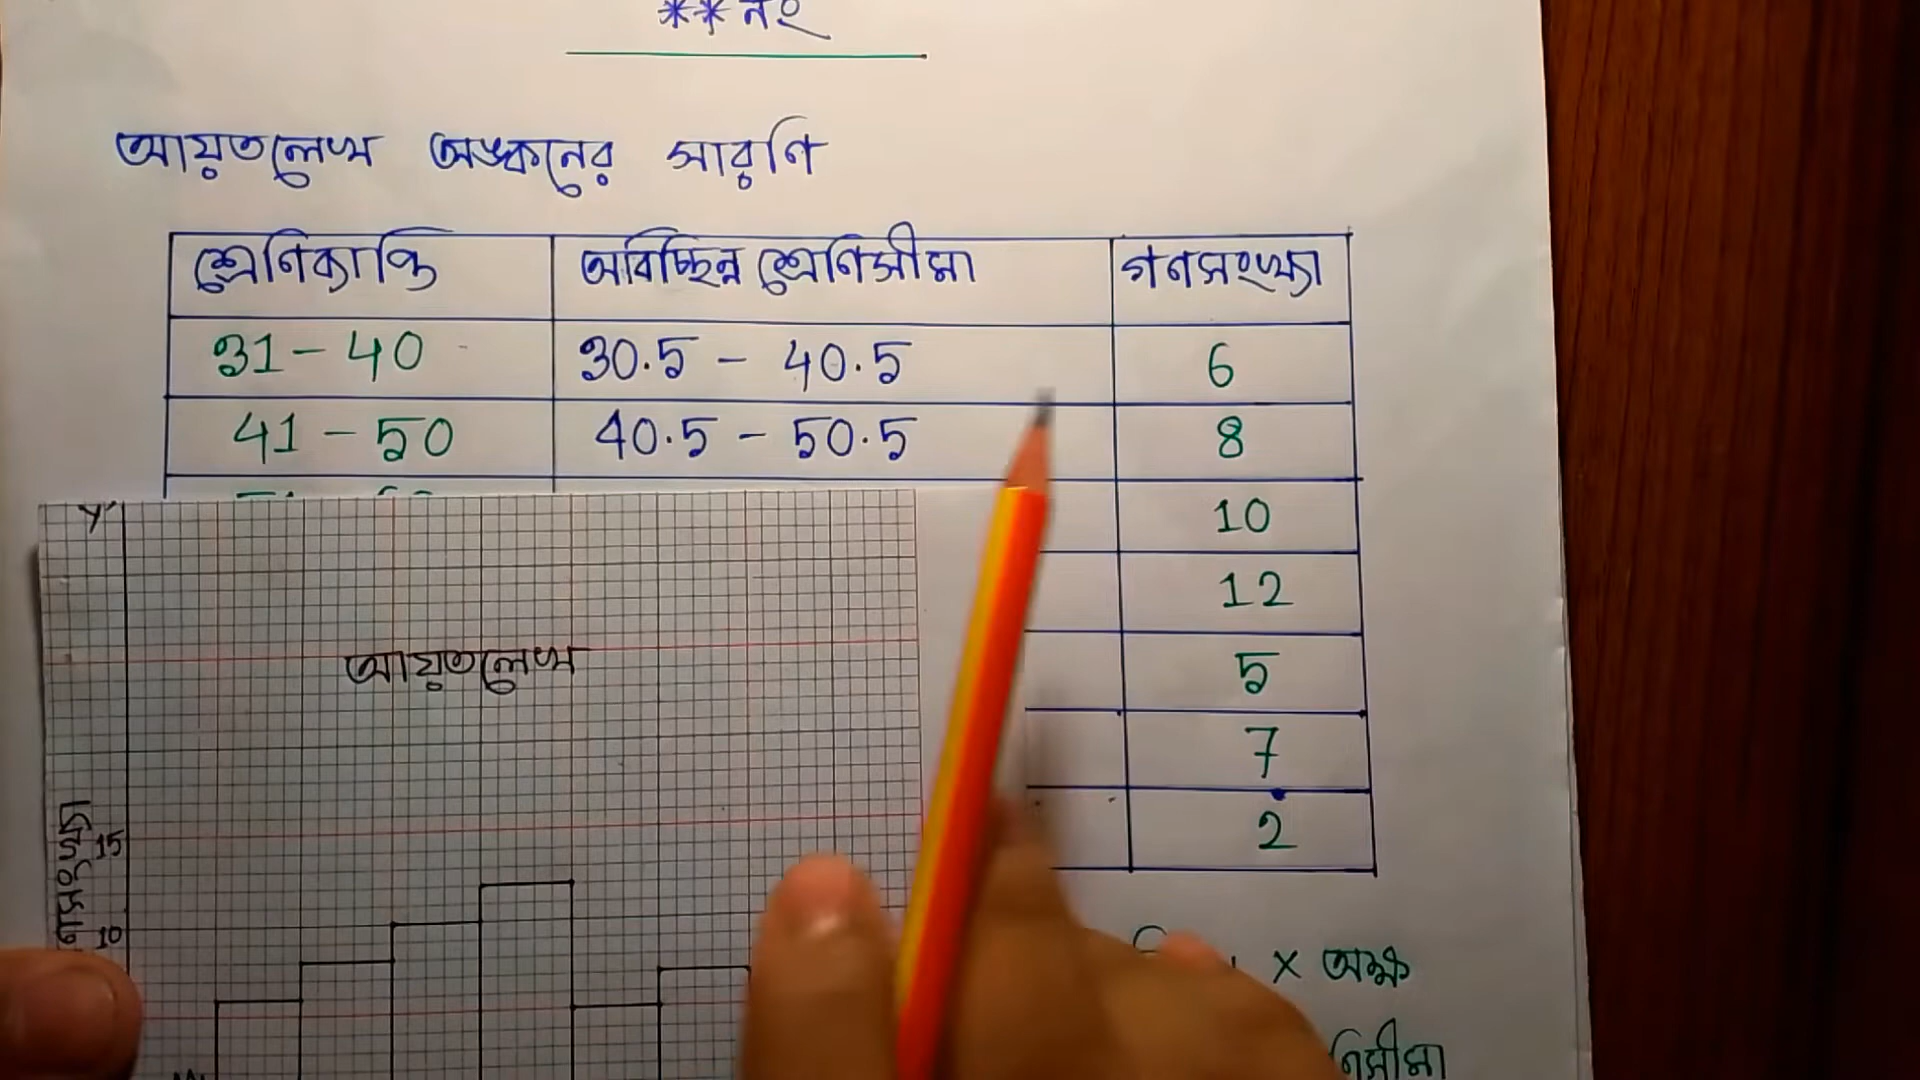 **নং
আয়তলেখ অঙ্কনের সারণি
শ্রেণিব্যাপ্তি অবিচ্ছিন্ন শ্রেণিসীমা গণসংখ্যা
31 - 40 30.5 - 40.5 6
41 - 50 40.5 - 50.5 8
10
12
5
7
2
Y
আয়তলেখ
15
10
x অক্ষ